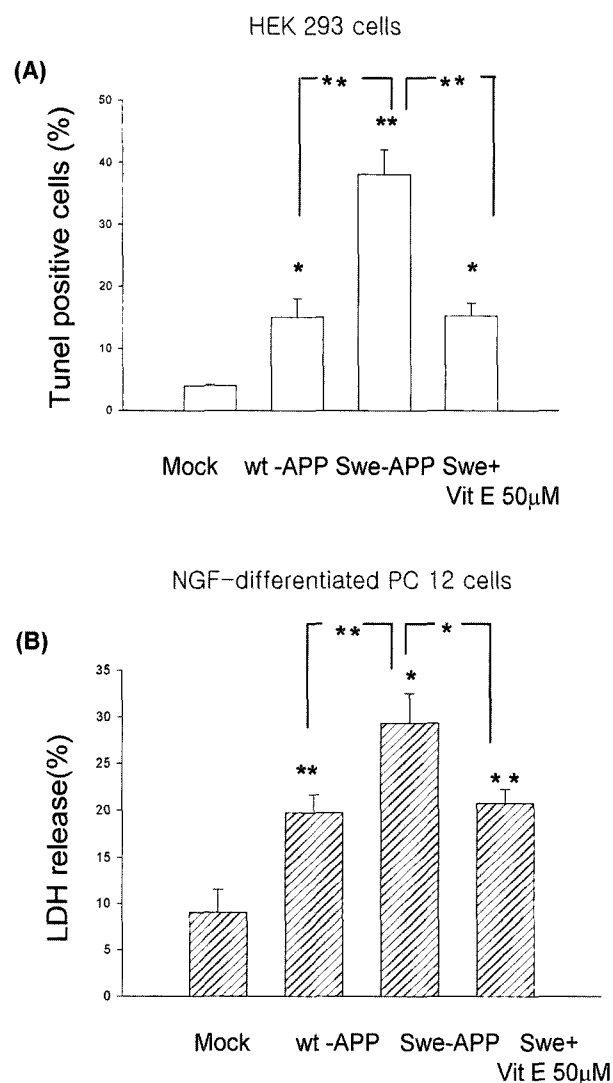 HEK 293 cells
(A)
** **
**
* *
Tunel positive cells (%)
50
40
30
20
10
0
Mock wt -APP Swe-APP Swe+
Vit E 50μM
NGF-differentiated PC 12 cells
(B)
** *
*
** **
LDH release(%)
35
30
25
20
15
10
5
0
Mock wt -APP Swe-APP Swe+
Vit E 50μM